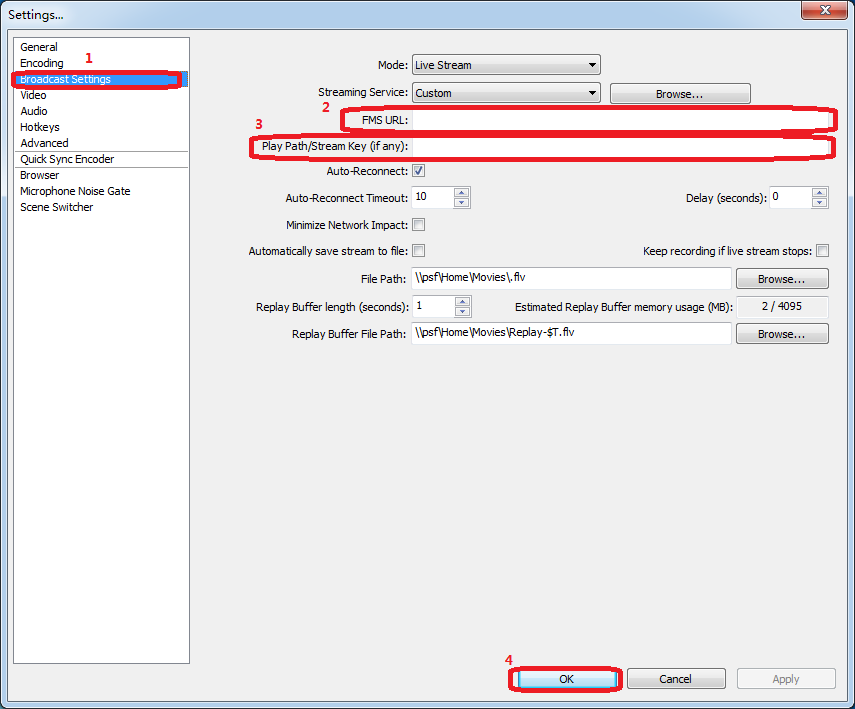 Settings...
General
Encoding
1
Broadcast Settings
Video
Audio
Hotkeys
Advanced
Quick Sync Encoder
Browser
Microphone Noise Gate
Scene Switcher
Mode: Live Stream
Streaming Service: Custom Browse...
2
FMS URL:
3
Play Path/Stream Key (if any):
Auto-Reconnect:
Auto-Reconnect Timeout: 10 Delay (seconds): 0
Minimize Network Impact:
Automatically save stream to file: Keep recording if live stream stops:
File Path: \\psf\Home\Movies\.flv Browse...
Replay Buffer length (seconds): 1 Estimated Replay Buffer memory usage (MB): 2 / 4095
Replay Buffer File Path: \\psf\Home\Movies\Replay-$T.flv Browse...
4
OK Cancel Apply